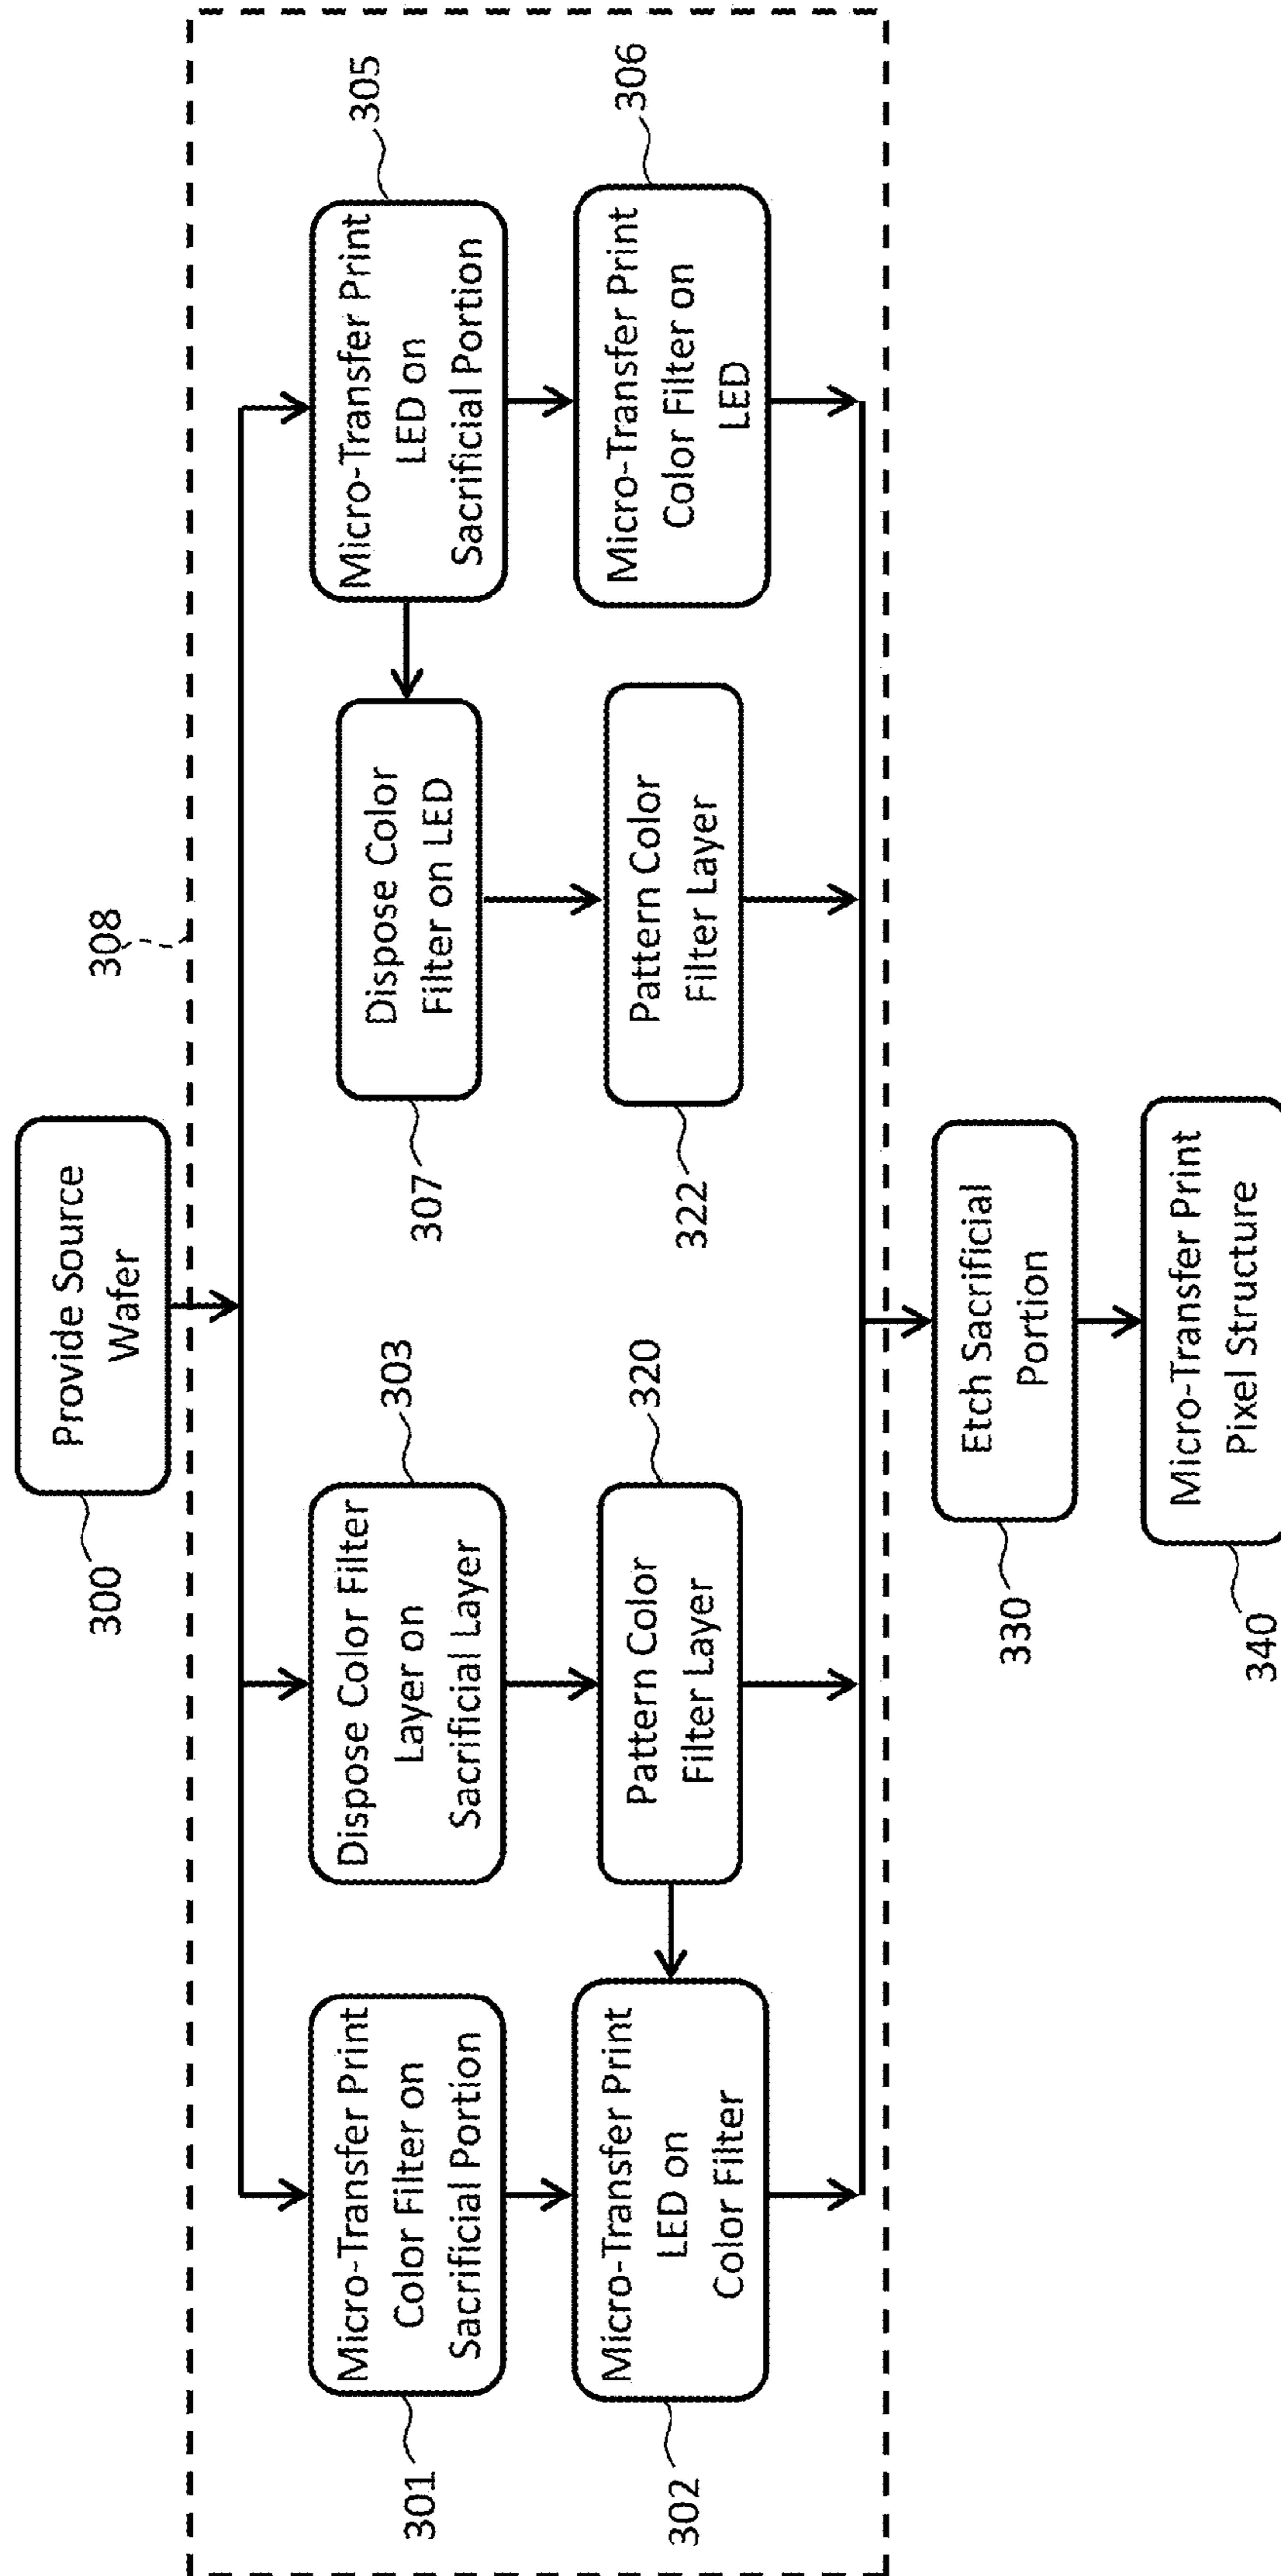 300
Provide Source
Wafer
308
301
Micro-Transfer Print
Color Filter on
Sacrificial Portion
303
Dispose Color Filter
Layer on
Sacrificial Layer
307
Dispose Color
Filter on LED
305
Micro-Transfer Print
LED on
Sacrificial Portion
302
Micro-Transfer Print
LED on
Color Filter
320
Pattern Color
Filter Layer
322
Pattern Color
Filter Layer
306
Micro-Transfer Print
Color Filter on
LED
330
Etch Sacrificial
Portion
340
Micro-Transfer Print
Pixel Structure